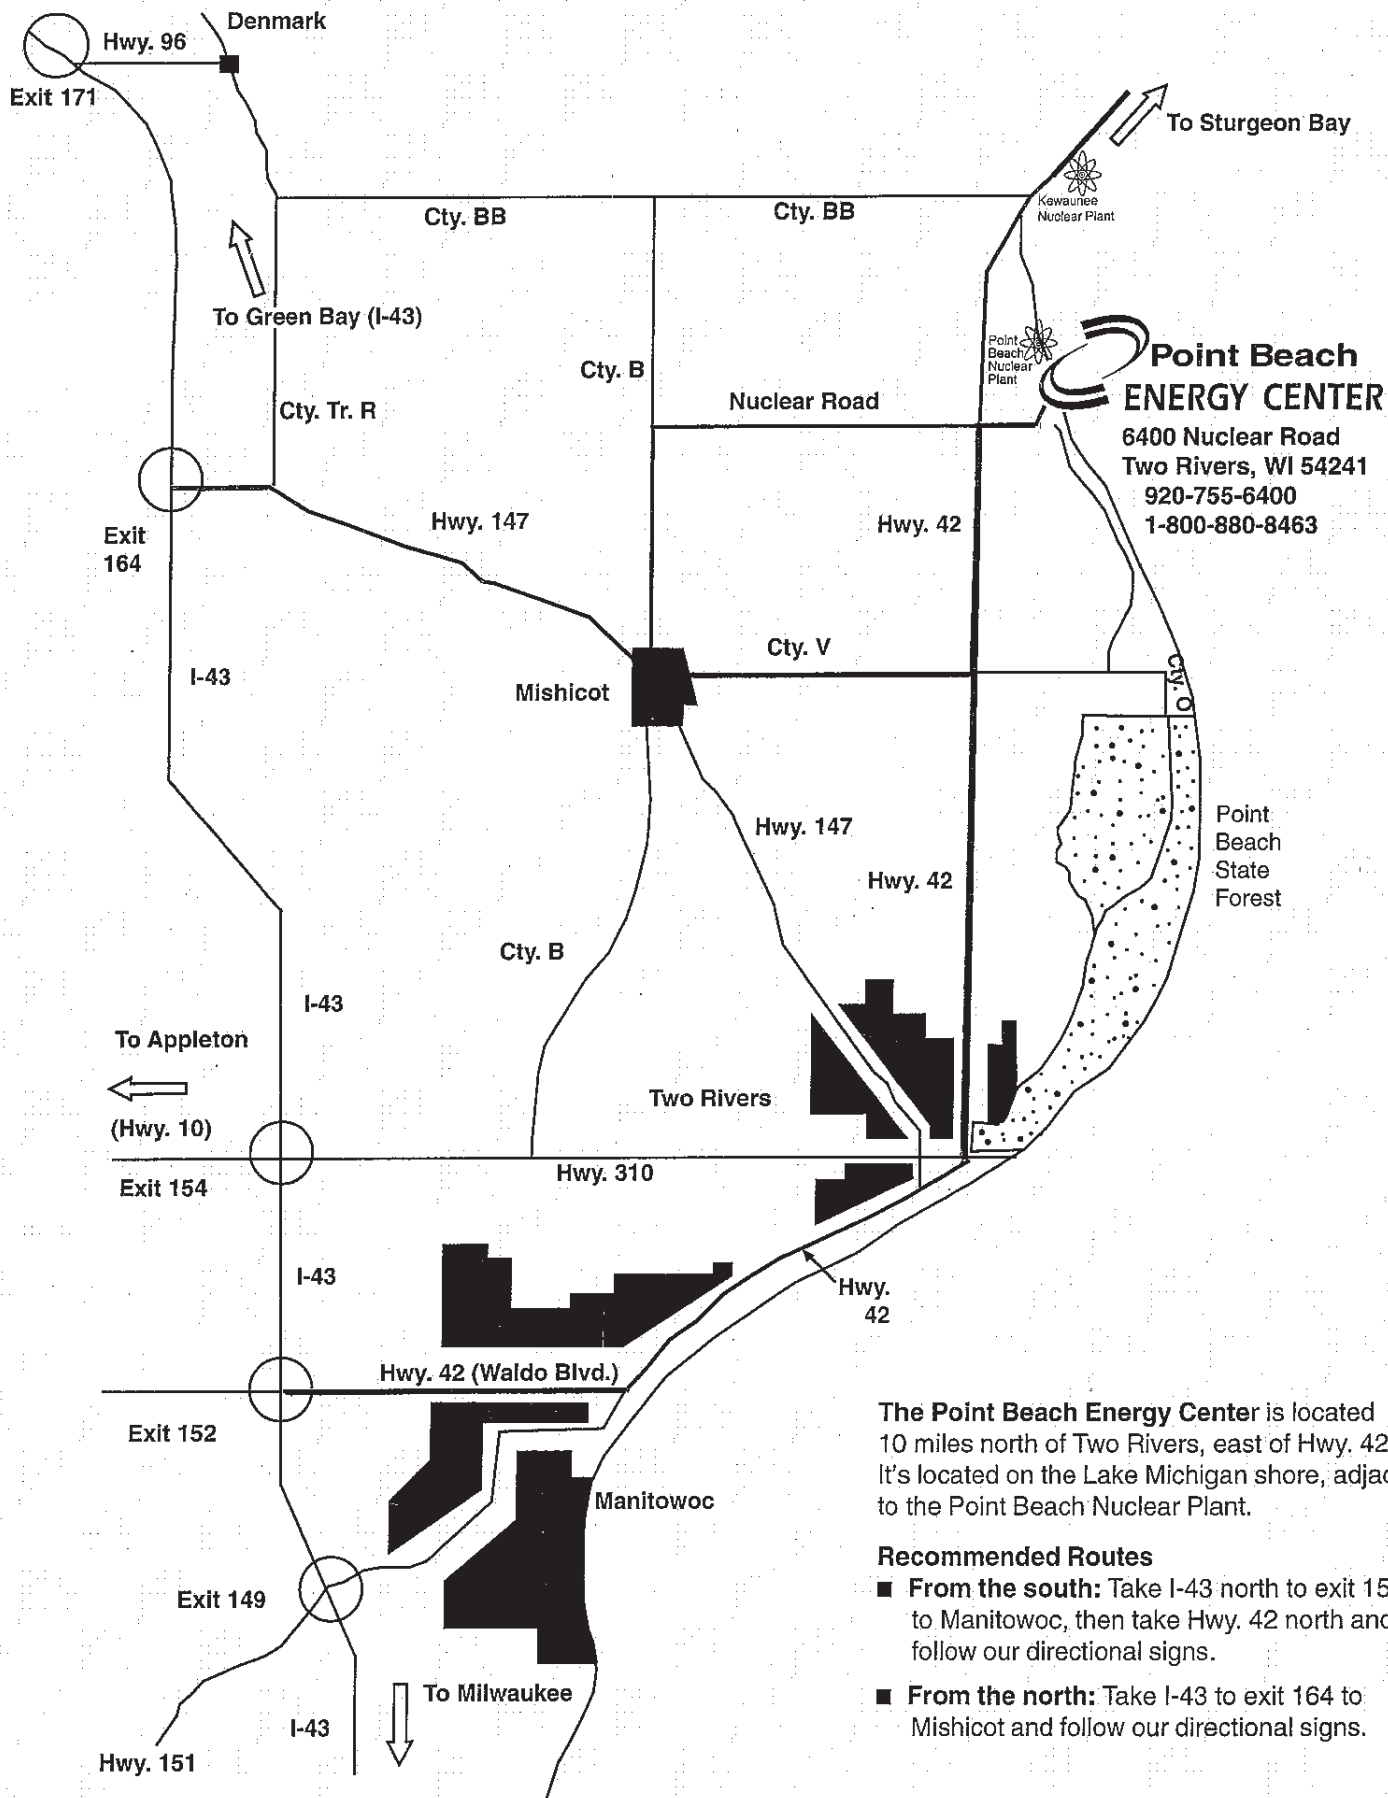 Denmark
Hwy. 96
Exit 171
To Sturgeon Bay
Kewaunee
Nuclear Plant
Cty. BB
Cty. BB
To Green Bay (I-43)
Point
Beach
Nuclear
Plant
Point Beach
ENERGY CENTER
6400 Nuclear Road
Two Rivers, WI 54241
920-755-6400
1-800-880-8463
Cty. B
Nuclear Road
Cty. Tr. R
Hwy. 147
Hwy. 42
Exit
164
Cty. V
I-43
Mishicot
Cty. O
Hwy. 147
Point
Beach
State
Forest
Hwy. 42
Cty. B
I-43
To Appleton
(Hwy. 10)
Two Rivers
Exit 154
Hwy. 310
I-43
Hwy.
42
Hwy. 42 (Waldo Blvd.)
Exit 152
Manitowoc
Exit 149
To Milwaukee
I-43
Hwy. 151
The Point Beach Energy Center is located
10 miles north of Two Rivers, east of Hwy. 42
It's located on the Lake Michigan shore, adjac
to the Point Beach Nuclear Plant.
Recommended Routes
■ From the south: Take I-43 north to exit 15
to Manitowoc, then take Hwy. 42 north and
follow our directional signs.
■ From the north: Take I-43 to exit 164 to
Mishicot and follow our directional signs.